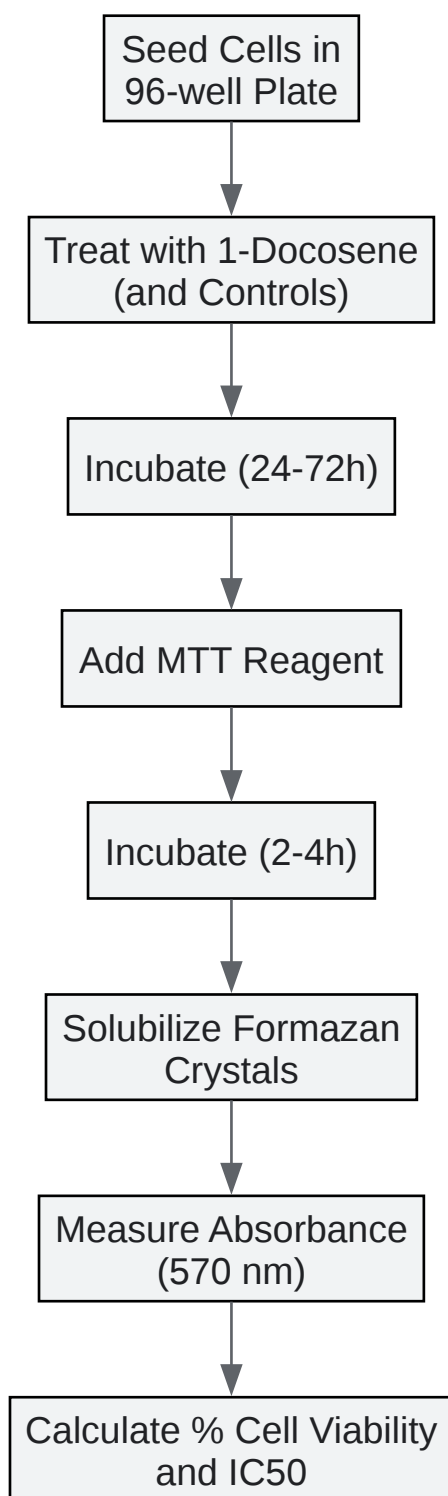 Seed Cells in
96-well Plate
Treat with 1-Docosene
(and Controls)
Incubate (24-72h)
Add MTT Reagent
Incubate (2-4h)
Solubilize Formazan
Crystals
Measure Absorbance
(570 nm)
Calculate % Cell Viability
and IC50